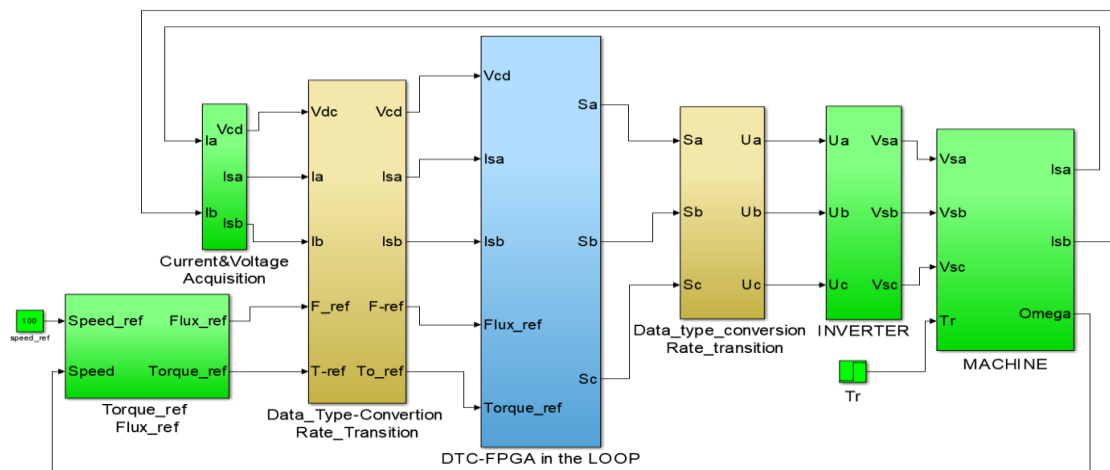 Ia
Ib
Vcd
Isa
Isb
Current&Voltage
Acquisition
100
speed_ref
Speed_ref
Speed
Flux_ref
Torque_ref
Torque_ref
Flux_ref
Vdc
Ia
Ib
F_ref
T-ref
Vcd
Isa
Isb
F-ref
To_ref
Data_Type-Convertion
Rate_Transition
Vcd
Isa
Isb
Flux_ref
Torque_ref
Sa
Sb
Sc
DTC-FPGA in the LOOP
Sa
Sb
Sc
Ua
Ub
Uc
Data_type_conversion
Rate_transition
Ua
Ub
Uc
Vsa
Vsb
Vsc
INVERTER
Tr
Vsa
Vsb
Vsc
Tr
Isa
Isb
Omega
MACHINE